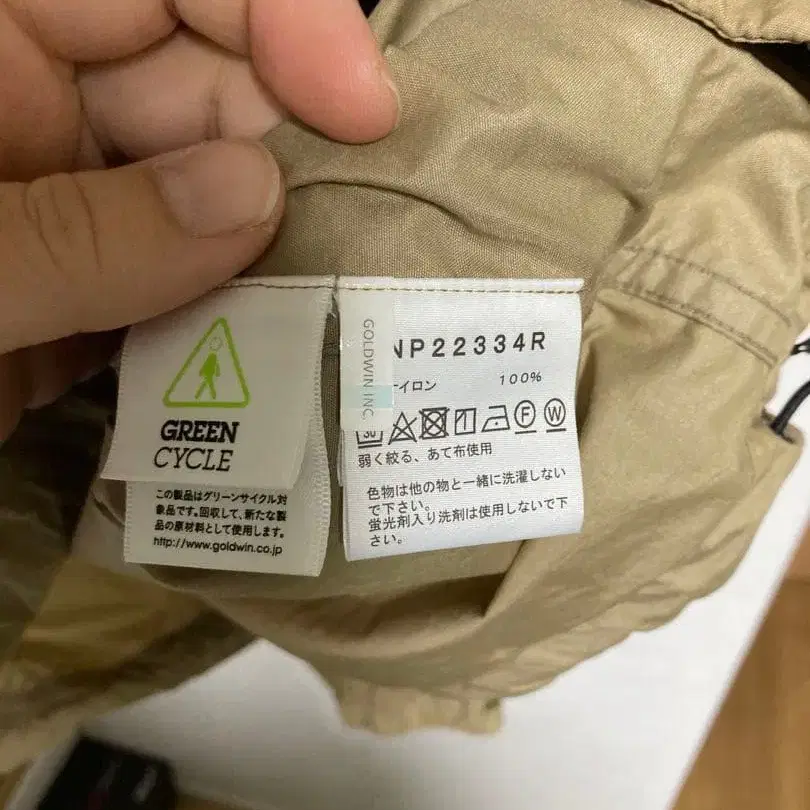 GREEN
CYCLE
この製品はグリーンサイクル対
象品です。回収して、新たな製
品の原材料として使用します。
http://www.goldwin.co.jp
GOLDWIN INC.
NP22334R
イロン 100%
30
F W
弱く絞る、あて布使用
色物は他の物と一緒に洗濯しない
で下さい。
蛍光剤入り洗剤は使用しないで下
さい。